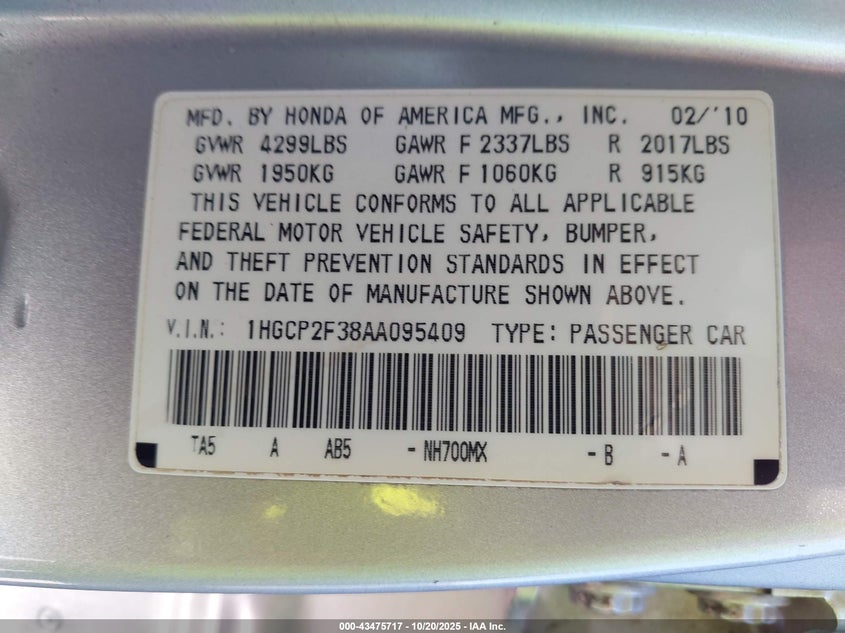 MFD. BY HONDA OF AMERICA MFG., INC. 02/'10
GVWR 4299LBS GAWR F 2337LBS R 2017LBS
GVWR 1950KG GAWR F 1060KG R 915KG
THIS VEHICLE CONFORMS TO ALL APPLICABLE
FEDERAL MOTOR VEHICLE SAFETY, BUMPER,
AND THEFT PREVENTION STANDARDS IN EFFECT
ON THE DATE OF MANUFACTURE SHOWN ABOVE.
V.I.N.: 1HGCP2F38AA095409 TYPE: PASSENGER CAR
TA5 A AB5 - NH700MX - B - A
000-43475717 - 10/20/2025 - IAA Inc.